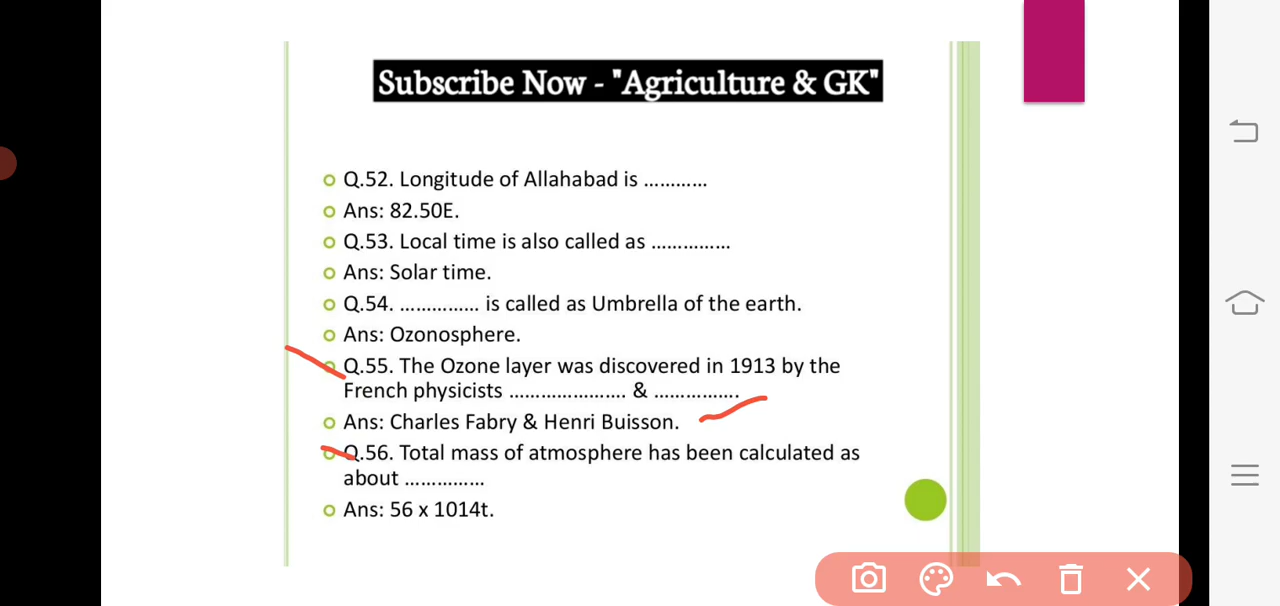 Subscribe Now - "Agriculture & GK"
Q.52. Longitude of Allahabad is ............
Ans: 82.50E.
Q.53. Local time is also called as ...............
Ans: Solar time.
Q.54. ............... is called as Umbrella of the earth.
Ans: Ozonosphere.
Q.55. The Ozone layer was discovered in 1913 by the
French physicists ...................... & ................
Ans: Charles Fabry & Henri Buisson.
Q.56. Total mass of atmosphere has been calculated as
about ...............
Ans: 56 x 1014t.